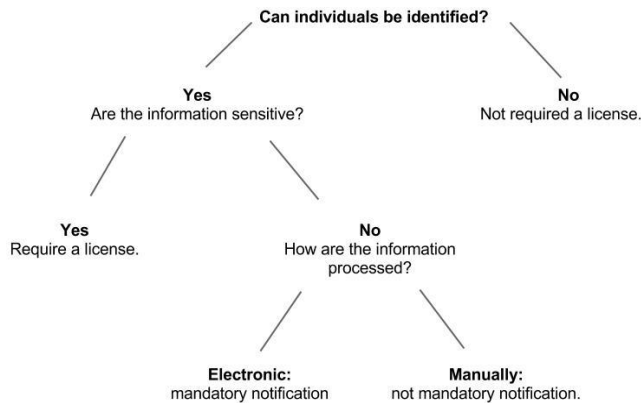 Can individuals be identified?
Yes
Are the information sensitive?
No
Not required a license.
Yes
Require a license.
No
How are the information
processed?
Electronic:
mandatory notification
Manually:
not mandatory notification.